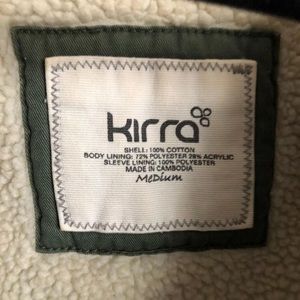 kirra
SHELL: 100% COTTON
BODY LINING: 72% POLYESTER 28% ACRYLIC
SLEEVE LINING: 100% POLYESTER
MADE IN CAMBODIA
Medium